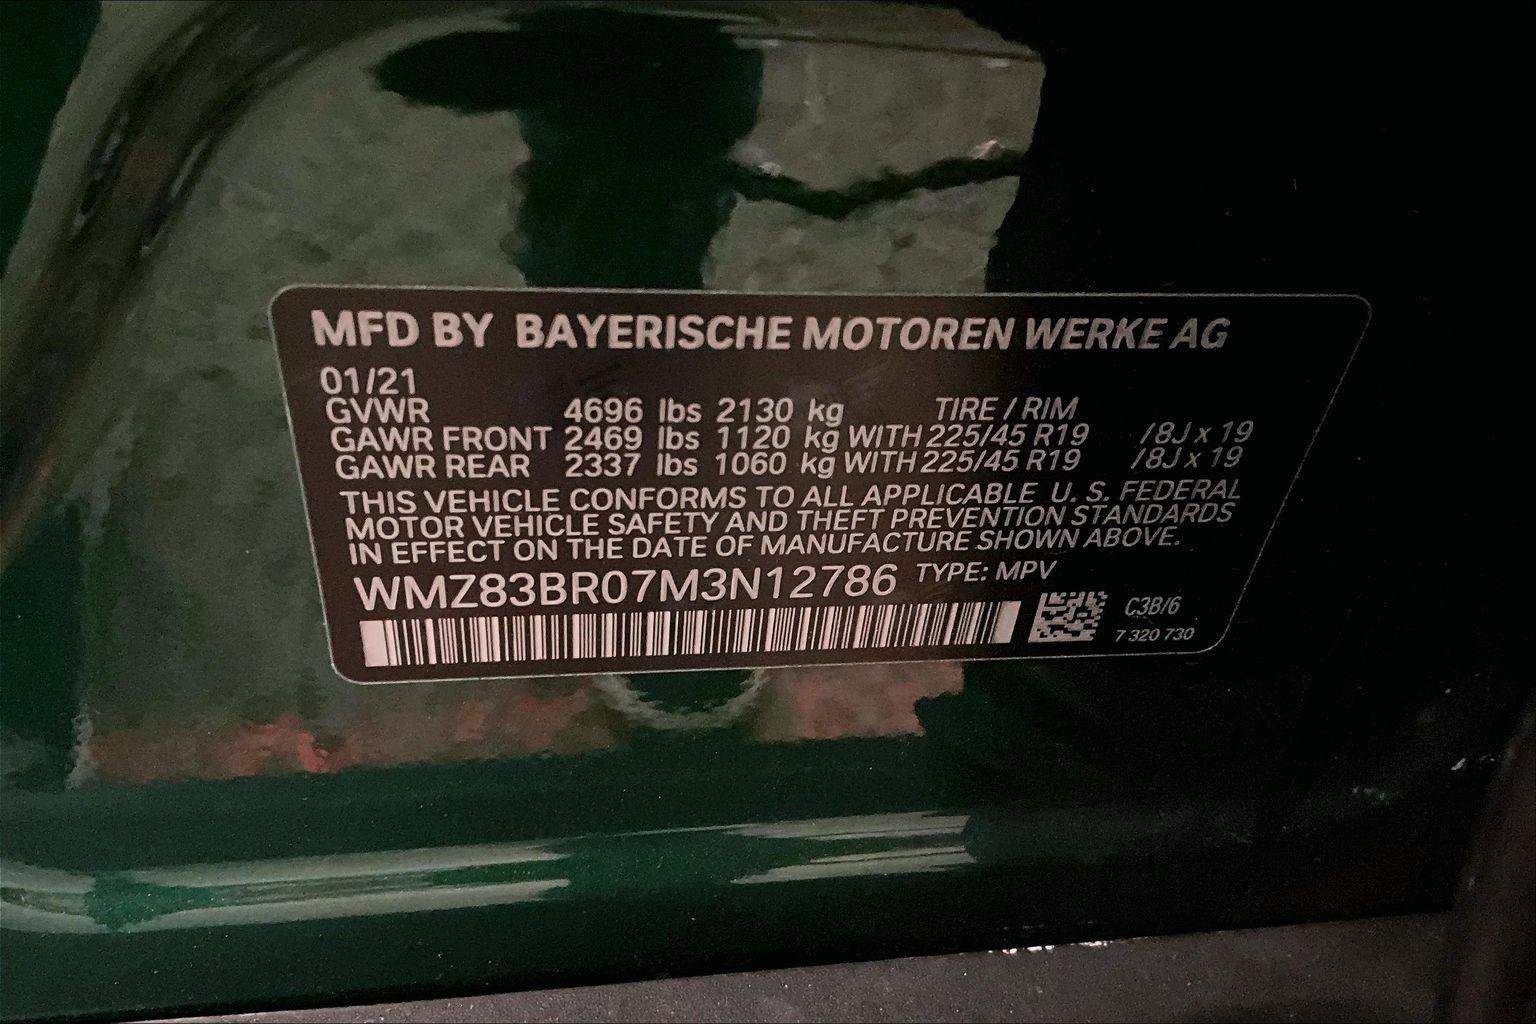 MFD BY BAYERISCHE MOTOREN WERKE AG
01/21
GVWR 4696 lbs 2130 kg TIRE / RIM
GAWR FRONT 2469 lbs 1120 kg WITH 225/45 R19 /8J x 19
GAWR REAR 2337 lbs 1060 kg WITH 225/45 R19 /8J x 19
THIS VEHICLE CONFORMS TO ALL APPLICABLE U. S. FEDERAL
MOTOR VEHICLE SAFETY AND THEFT PREVENTION STANDARDS
IN EFFECT ON THE DATE OF MANUFACTURE SHOWN ABOVE.
WMZ83BR07M3N12786 TYPE: MPV
C3B/6
7 320 730